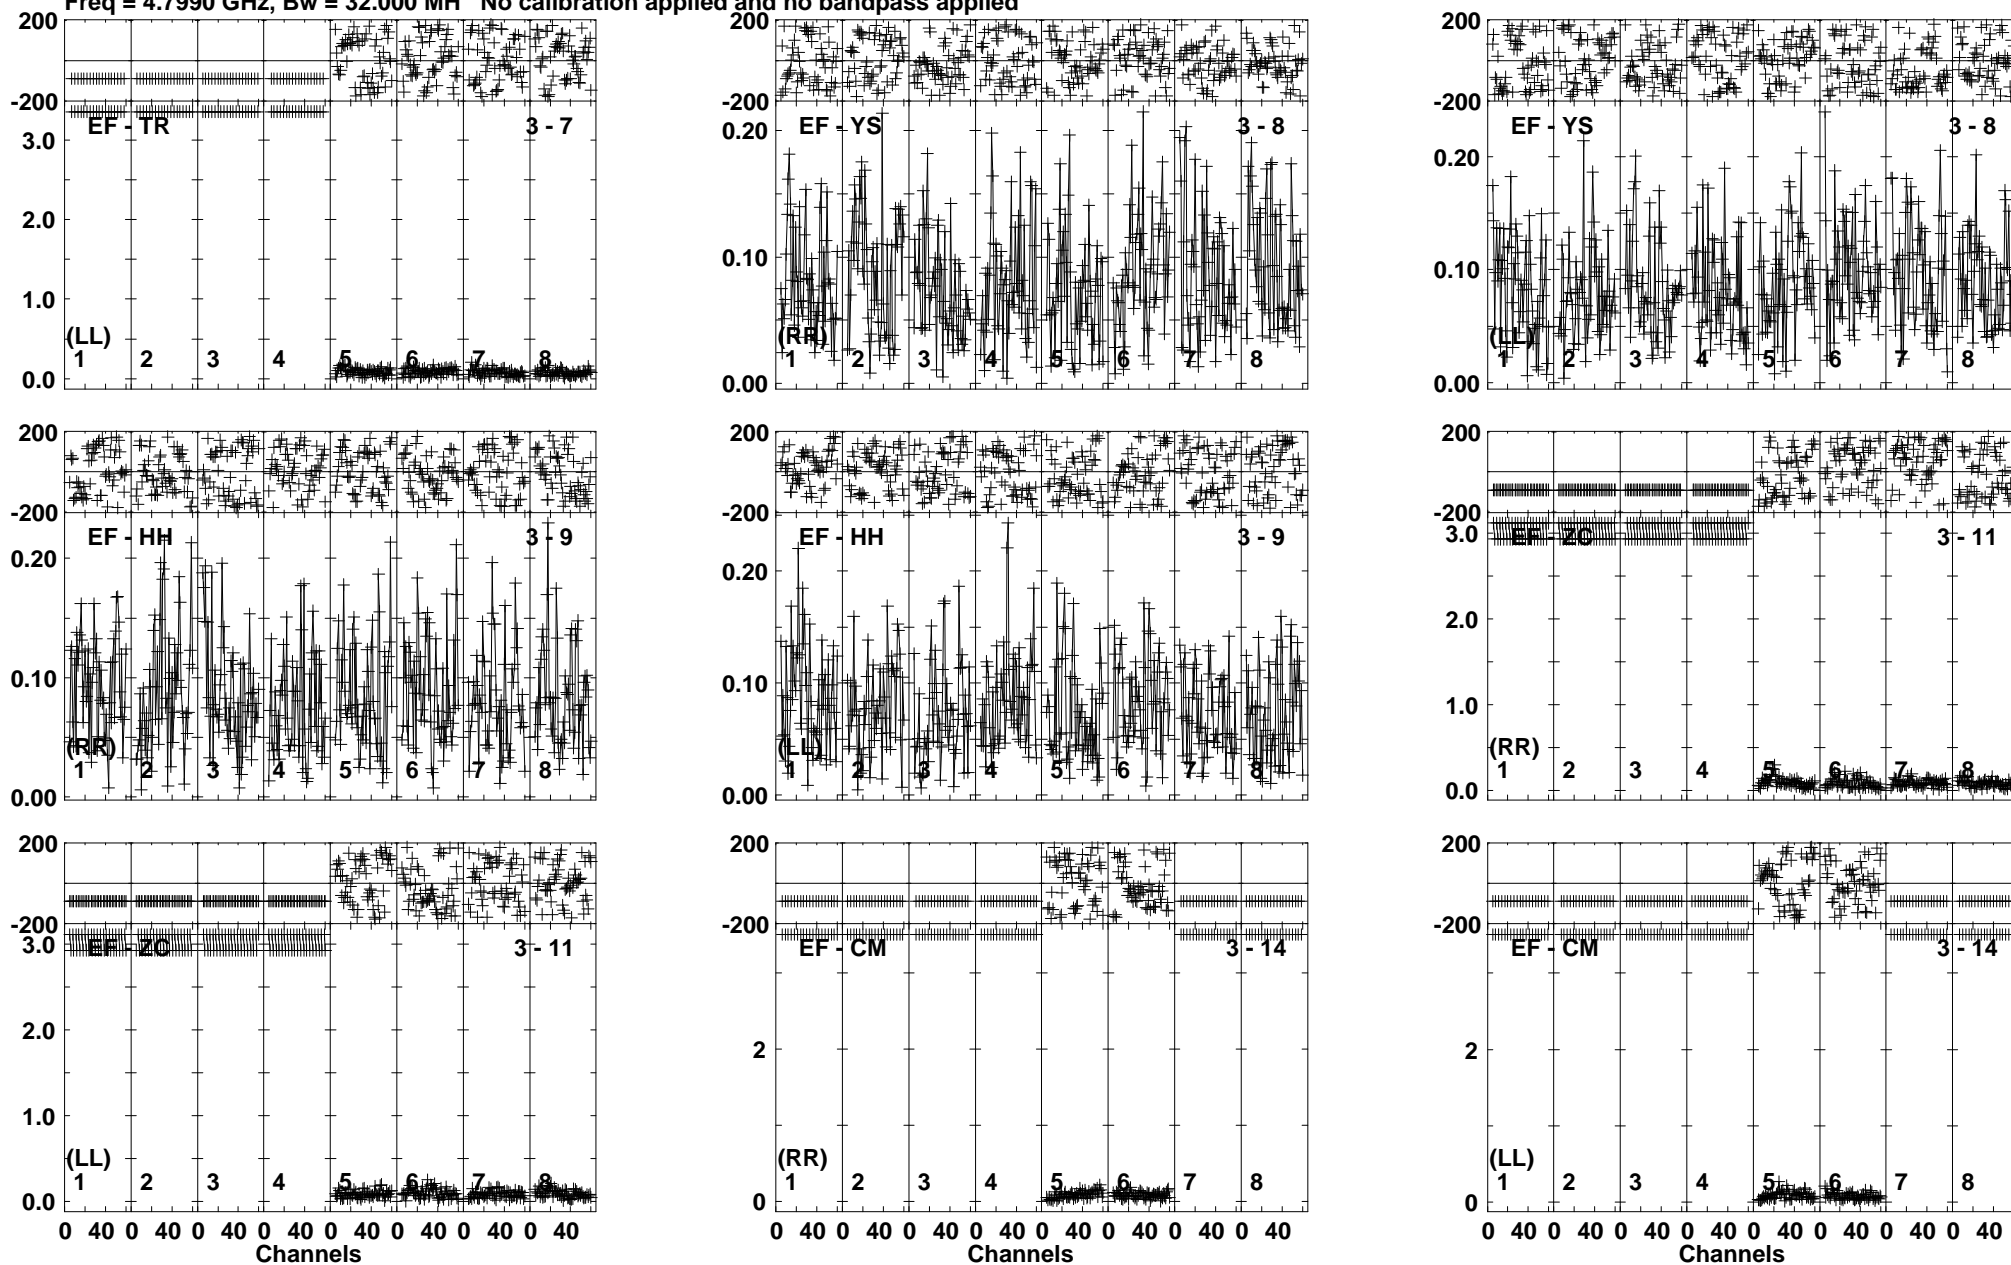 Freq = 4.7990 GHz, Bw = 32.000 MH No calibration applied and no bandpass applied
200
-200
EF - TR 3 - 7
3.0
2.0
1.0
0.0
(LL)
1 2 3 4 5 6 7 8
200
-200
EF - YS 3 - 8
0.20
0.10
0.00
(RR)
1 2 3 4 5 6 7 8
200
-200
EF - YS 3 - 8
0.20
0.10
0.00
(LL)
1 2 3 4 5 6 7 8
200
-200
EF - HH 3 - 9
0.20
0.10
0.00
(RR)
1 2 3 4 5 6 7 8
200
-200
EF - HH 3 - 9
0.20
0.10
0.00
(LL)
1 2 3 4 5 6 7 8
200
-200
EF - ZC 3 - 11
3.0
2.0
1.0
0.0
(RR)
1 2 3 4 5 6 7 8
200
-200
EF - ZC 3 - 11
3.0
2.0
1.0
0.0
(LL)
1 2 3 4 5 6 7 8
0 40 0 40 0 40 0 40 0 40 0 40 0 40 0 40
Channels
200
-200
EF - CM 3 - 14
2
0
(RR)
1 2 3 4 5 6 7 8
0 40 0 40 0 40 0 40 0 40 0 40 0 40 0 40
Channels
200
-200
EF - CM 3 - 14
2
0
(LL)
1 2 3 4 5 6 7 8
0 40 0 40 0 40 0 40 0 40 0 40 0 40 0 40
Channels